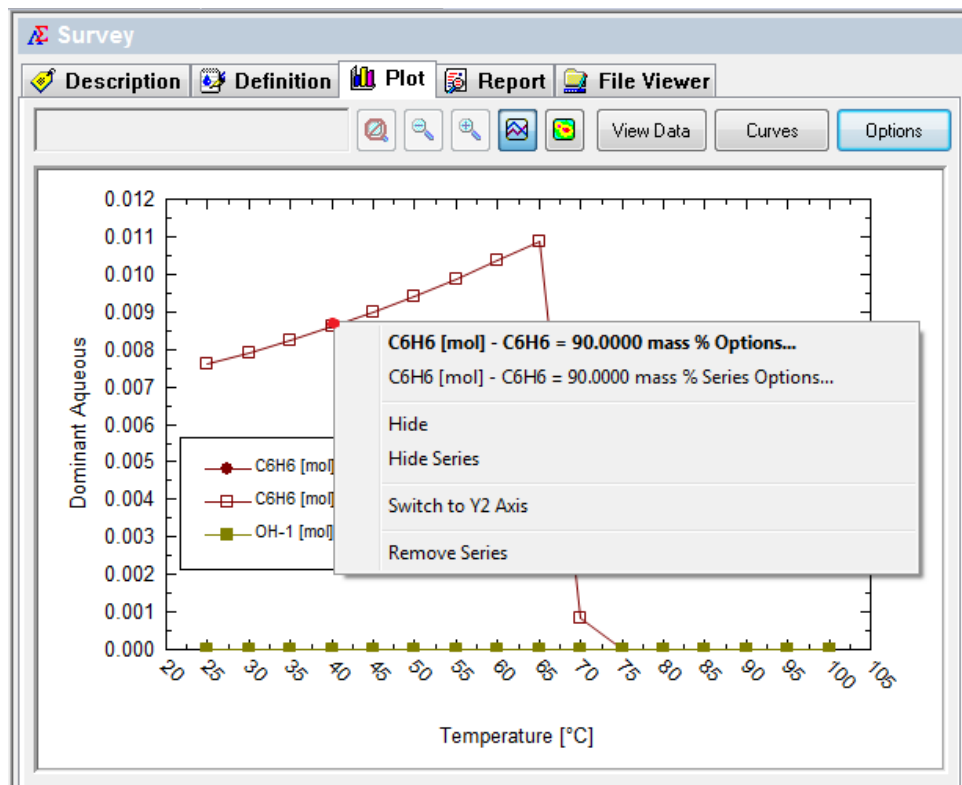 Survey
Description Definition Plot Report File Viewer
View Data Curves Options
0.012
0.011
0.010
0.009
0.008
0.007
0.006
0.005
0.004
0.003
0.002
0.001
0.000
Dominant Aqueous
C6H6 [mol] - C6H6 = 90.0000 mass % Options...
C6H6 [mol] - C6H6 = 90.0000 mass % Series Options...
Hide
Hide Series
Switch to Y2 Axis
Remove Series
C6H6 [mol]
C6H6 [mol]
OH-1 [mol]
20 25 30 35 40 45 50 55 60 65 70 75 80 85 90 95 100 105
Temperature [°C]